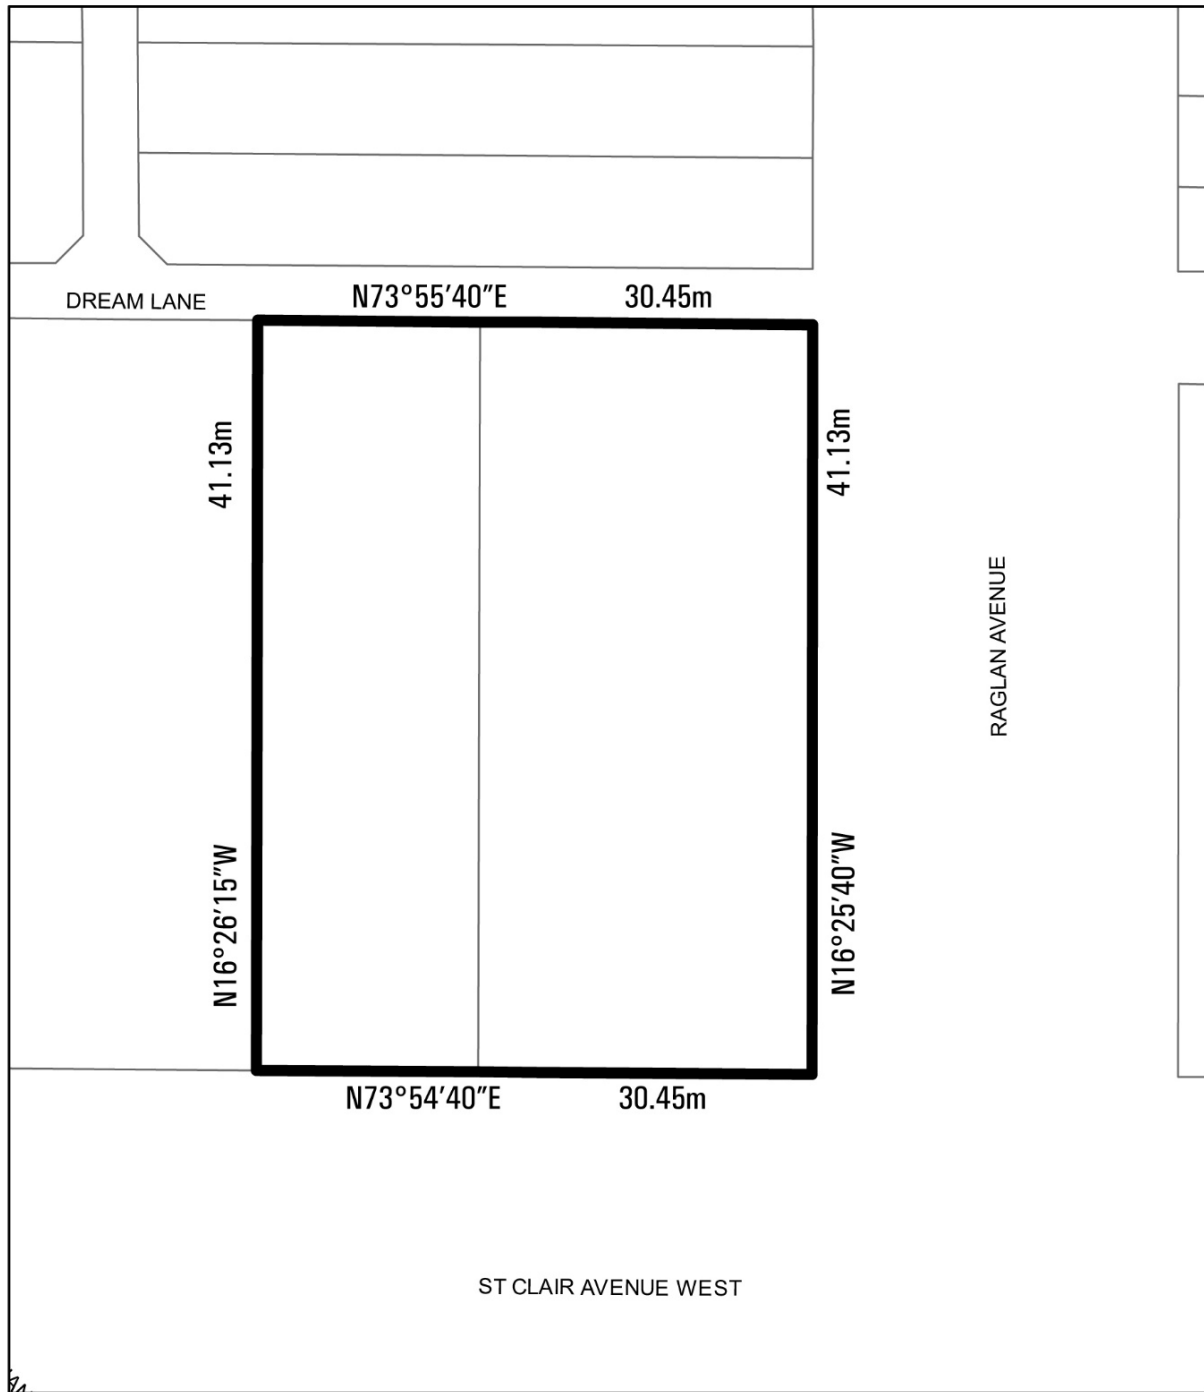 DREAM LANE
N73°55'40"E 30.45m
41.13m
41.13m
RAGLAN AVENUE
N16°26'15"W
N16°25'40"W
N73°54'40"E 30.45m
ST CLAIR AVENUE WEST